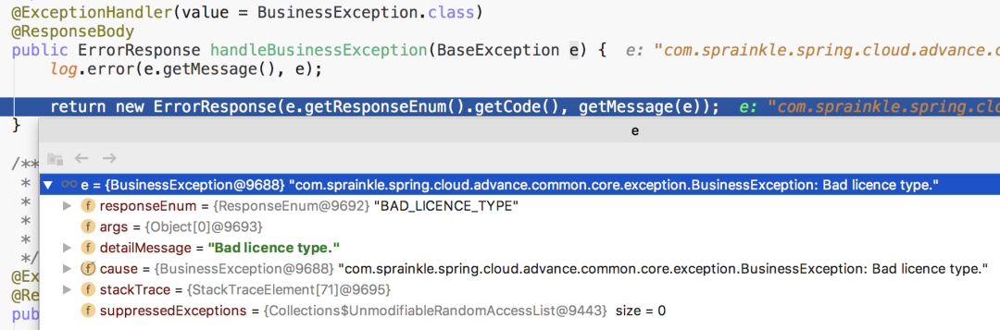 @ExceptionHandler(value = BusinessException.class)
@ResponseBody
public ErrorResponse handleBusinessException(BaseException e) { e: "com.sprainkle.spring.cloud.advance.c
log.error(e.getMessage(), e);
return new ErrorResponse(e.getResponseEnum().getCode(), getMessage(e)); e: "com.sprainkle.spring.clo
}
e
/**
*
e = {BusinessException@9688} "com.sprainkle.spring.cloud.advance.common.core.exception.BusinessException: Bad licence type."
*
f responseEnum = {ResponseEnum@9692} "BAD_LICENCE_TYPE"
*
f args = {Object[0]@9693}
*
f detailMessage = "Bad licence type."
*/
f cause = {BusinessException@9688} "com.sprainkle.spring.cloud.advance.common.core.exception.BusinessException: Bad licence type."
@Ex
f stackTrace = {StackTraceElement[71]@9695}
@Re
f suppressedExceptions = {Collections$UnmodifiableRandomAccessList@9443} size = 0
pub